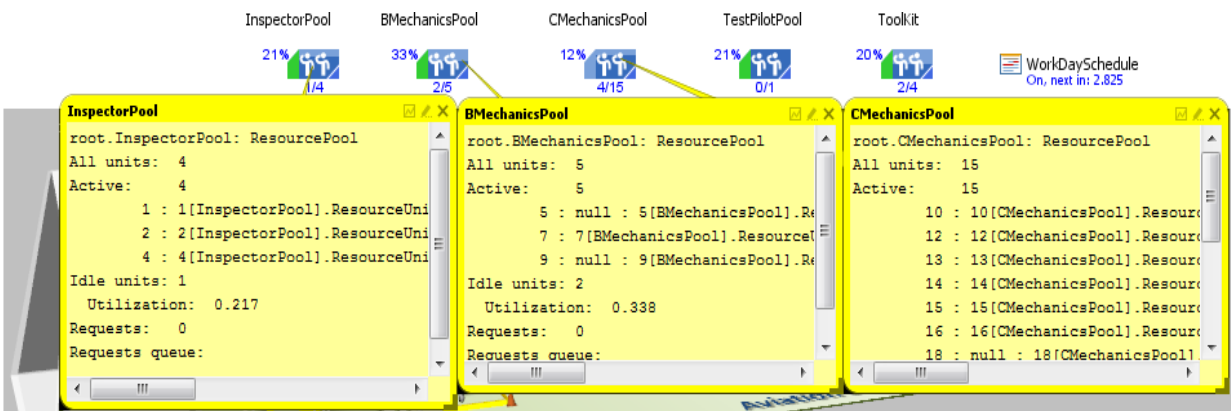 InspectorPool BMechanicsPool CMechanicsPool TestPilotPool ToolKit
21% 33% 12% 21% 20%
1/4 2/5 4/15 0/1 2/4
WorkDaySchedule
On, next in: 2.825
InspectorPool
root.InspectorPool: ResourcePool
All units: 4
Active: 4
1 : 1[InspectorPool].ResourceUni
2 : 2[InspectorPool].ResourceUni
4 : 4[InspectorPool].ResourceUni
Idle units: 1
Utilization: 0.217
Requests: 0
Requests queue:
BMechanicsPool
root.BMechanicsPool: ResourcePool
All units: 5
Active: 5
5 : null : 5[BMechanicsPool].Re
7 : 7[BMechanicsPool].ResourceU
9 : null : 9[BMechanicsPool].Re
Idle units: 2
Utilization: 0.338
Requests: 0
Requests queue:
CMechanicsPool
root.CMechanicsPool: ResourcePool
All units: 15
Active: 15
10 : 10[CMechanicsPool].Resourc
12 : 12[CMechanicsPool].Resourc
13 : 13[CMechanicsPool].Resourc
14 : 14[CMechanicsPool].Resourc
15 : 15[CMechanicsPool].Resourc
16 : 16[CMechanicsPool].Resourc
18 : null : 18[CMechanicsPool].